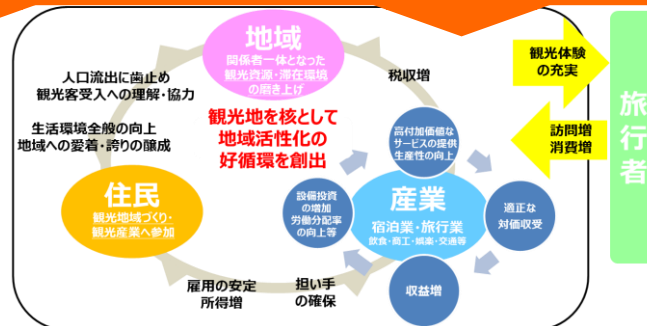 地域
関係者一体となった
観光資源・滞在環境
の磨き上げ
人口流出に歯止め
観光客受入への理解・協力
生活環境全般の向上
地域への愛着・誇りの醸成
観光地を核として
地域活性化の
好循環を創出
税収増
観光体験
の充実
訪問増
消費増
旅行者
住民
観光地域づくり・
観光産業へ参加
高付加価値な
サービスの提供
生産性の向上
設備投資
の増加
労働分配率
の向上等
産業
宿泊業・旅行業
飲食・商工・娯楽・交通等
適正な
対価収受
収益増
雇用の安定
所得増
担い手
の確保